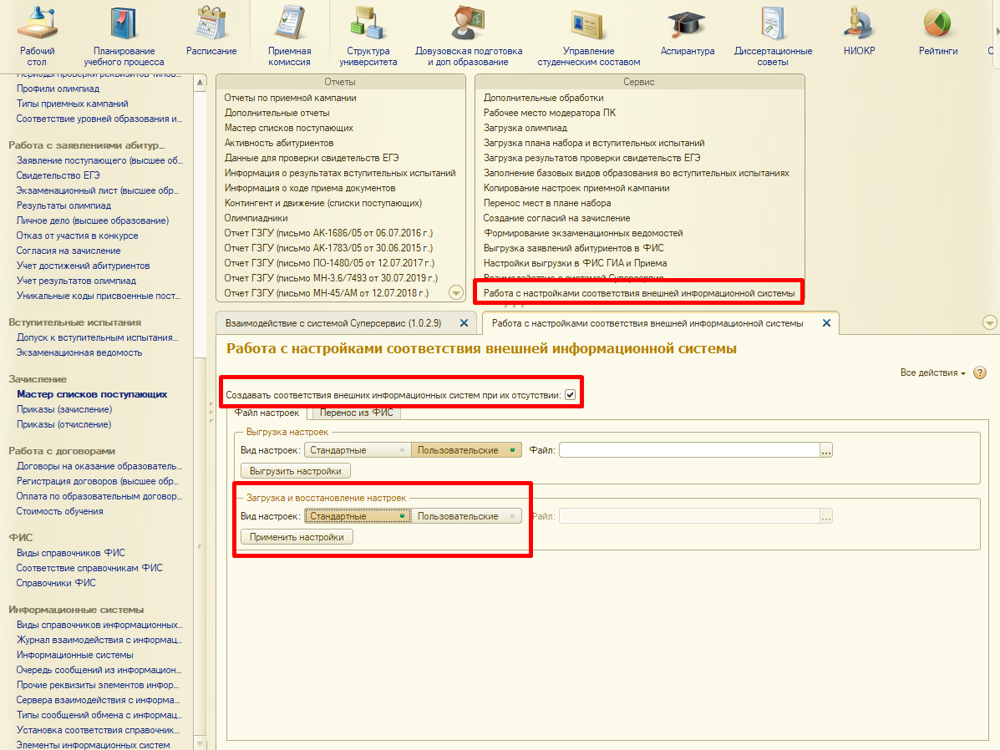 Рабочий
стол
Планирование
учебного процесса
Расписание
Приемная
комиссия
Структура
университета
Довузовская подготовка
и доп образование
Управление
студенческим составом
Аспирантура
Диссертационные
советы
НИОКР
Рейтинги
С
Периоды проверки реквизитов типов...
Профили олимпиад
Типы приемных кампаний
Соответствие уровней образования и...
Работа с заявлениями абитур...
Заявление поступающего (высшее об...
Свидетельство ЕГЭ
Экзаменационный лист (высшее обр...
Результаты олимпиад
Личное дело (высшее образование)
Отказ от участия в конкурсе
Согласия на зачисление
Учет достижений абитуриентов
Учет результатов олимпиад
Уникальные коды присвоенные пост...
Вступительные испытания
Допуск к вступительным испытания...
Экзаменационная ведомость
Зачисление
Мастер списков поступающих
Приказы (зачисление)
Приказы (отчисление)
Работа с договорами
Договоры на оказание образователь...
Регистрация договоров (высшее обр...
Оплата по образовательным договор...
Стоимость обучения
ФИС
Виды справочников ФИС
Соответствие справочникам ФИС
Справочники ФИС
Информационные системы
Виды справочников информационных...
Журнал взаимодействия с информац...
Информационные системы
Очередь сообщений из информацион...
Прочие реквизиты элементов инфор...
Сервера взаимодействия с информа...
Типы сообщений обмена с информац...
Установка соответствия справочник...
Элементы информационных систем
Отчеты
Отчеты по приемной кампании
Дополнительные отчеты
Мастер списков поступающих
Активность абитуриентов
Данные для проверки свидетельств ЕГЭ
Информация о результатах вступительных испытаний
Информация о ходе приема документов
Контингент и движение (списки поступающих)
Олимпиадники
Отчет ГЗГУ (письмо АК-1686/05 от 06.07.2016 г.)
Отчет ГЗГУ (письмо АК-1783/05 от 30.06.2015 г.)
Отчет ГЗГУ (письмо ЛО-1480/05 от 12.07.2017 г.)
Отчет ГЗГУ (письмо МН-3.6/7493 от 30.07.2019 г.)
Отчет ГЗГУ (письмо МН-45/АМ от 12.07.2018 г.)
Сервис
Дополнительные обработки
Рабочее место модератора ПК
Загрузка олимпиад
Загрузка плана набора и вступительных испытаний
Загрузка результатов проверки свидетельств ЕГЭ
Заполнение базовых видов образования во вступительных испытаниях
Копирование настроек приемной кампании
Перенос мест в плане набора
Создание согласий на зачисление
Формирование экзаменационных ведомостей
Выгрузка заявлений абитуриентов в ФИС
Настройки выгрузки в ФИС ГИА и Приема
Взаимодействие с системой Суперсервис
Работа с настройками соответствия внешней информационной системы
Взаимодействие с системой Суперсервис (1.0.2.9)
Работа с настройками соответствия внешней информационной системы
Работа с настройками соответствия внешней информационной системы
Все действия
?
Создавать соответствия внешних информационных систем при их отсутствии:
Файл настроек
Перенос из ФИС
Выгрузка настроек
Вид настроек: Стандартные Пользовательские Файл: ...
Выгрузить настройки
Загрузка и восстановление настроек
Вид настроек: Стандартные Пользовательские Файл: ...
Применить настройки